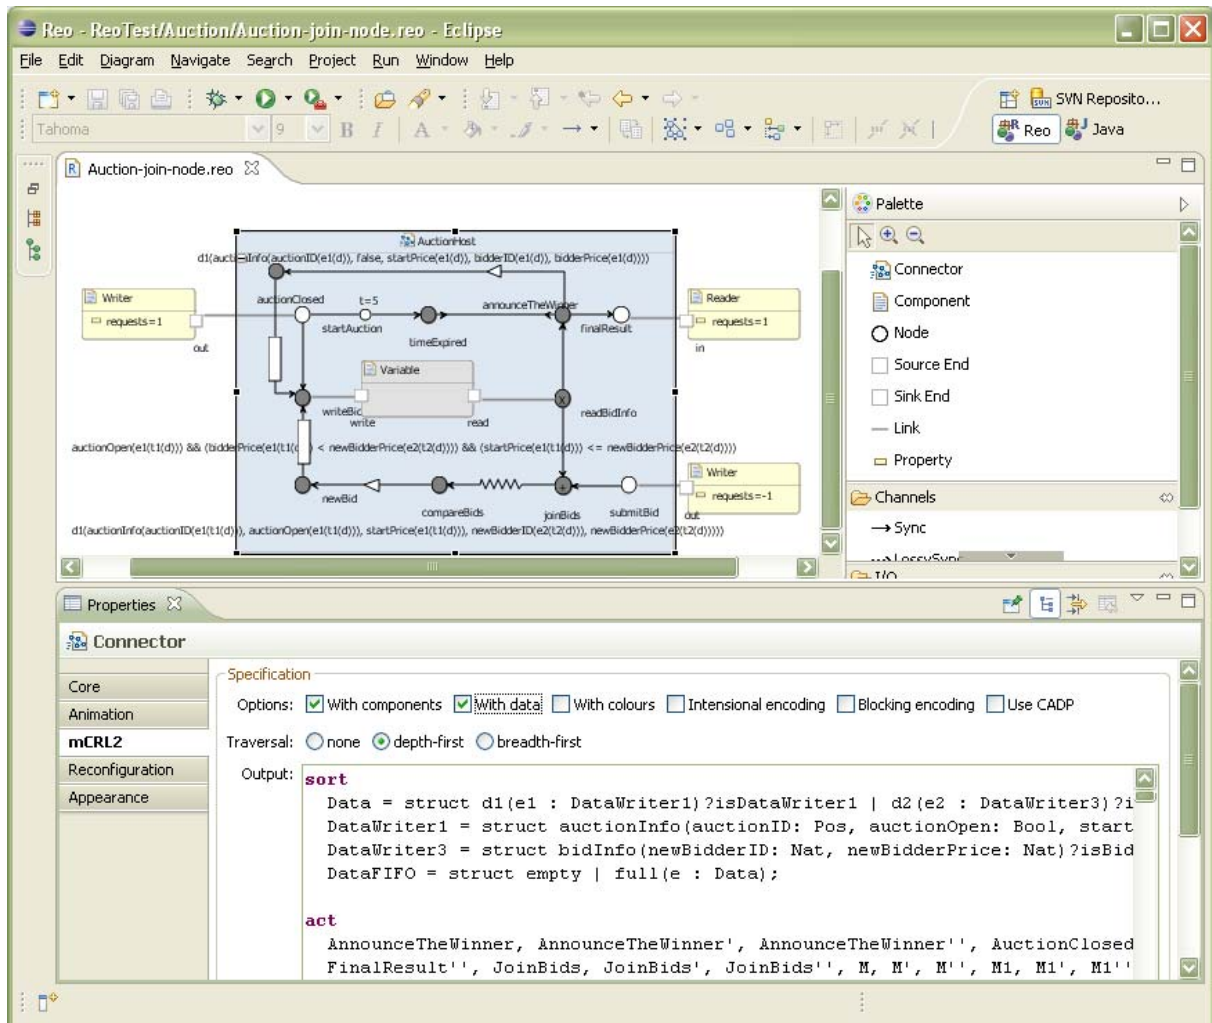 Reo - ReoTest/Auction/Auction-join-node.reo - Eclipse
File Edit Diagram Navigate Search Project Run Window Help
SVN Reposito...
Tahoma 9 B I A
Reo Java
Auction-join-node.reo
Palette
AuctionHost
d1(auctionInfo(auctionID(e1(d)), false, startPrice(e1(d)), bidderID(e1(d)), bidderPrice(e1(d))))
Connector
Writer
auctionClosed
t=5
announceTheWinner
Reader
Component
requests=1
startAuction
finalResult
requests=1
Node
out
timeExpired
in
Source End
Variable
Sink End
writeBid
readBidInfo
write
read
Link
auctionOpen(e1(t1(d))) && (bidderPrice(e1(t1(d))) < newBidderPrice(e2(t2(d)))) && (startPrice(e1(t1(d))) <= newBidderPrice(e2(t2(d))))
Property
Writer
requests=-1
newBid
Channels
compareBids
joinBids
submitBid
out
d1(auctionInfo(auctionID(e1(t1(d))), auctionOpen(e1(t1(d))), startPrice(e1(t1(d))), newBidderID(e2(t2(d))), newBidderPrice(e2(t2(d)))))
Sync
LossySync
I/O
Properties
Connector
Specification
Core
Options: With components With data With colours Intensional encoding Blocking encoding Use CADP
Animation
mCRL2
Traversal: none depth-first breadth-first
Reconfiguration
Output:
Appearance
sort
Data = struct d1(e1 : DataWriter1)?isDataWriter1 | d2(e2 : DataWriter3)?i
DataWriter1 = struct auctionInfo(auctionID: Pos, auctionOpen: Bool, start
DataWriter3 = struct bidInfo(newBidderID: Nat, newBidderPrice: Nat)?isBid
DataFIFO = struct empty | full(e : Data);
act
AnnounceTheWinner, AnnounceTheWinner', AnnounceTheWinner'', AuctionClosed
FinalResult'', JoinBids, JoinBids', JoinBids'', M, M', M'', M1, M1', M1''